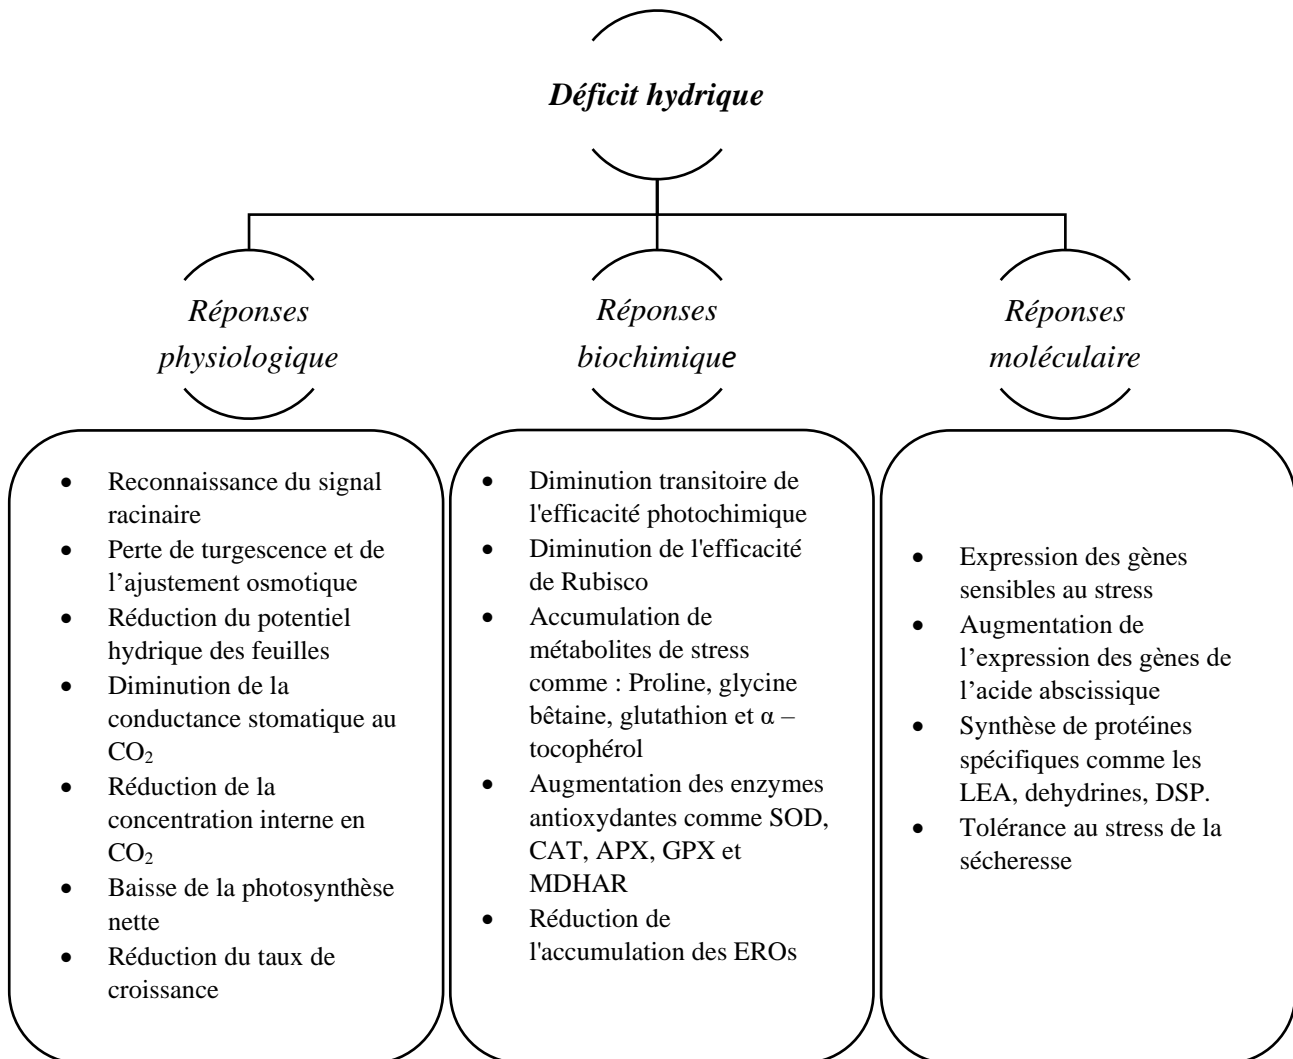 Déficit hydrique
Réponses
physiologique
Réponses
biochimique
Réponses
moléculaire
• Reconnaissance du signal
racinaire
• Perte de turgescence et de
l’ajustement osmotique
• Réduction du potentiel
hydrique des feuilles
• Diminution de la
conductance stomatique au
CO₂
• Réduction de la
concentration interne en
CO₂
• Baisse de la photosynthèse
nette
• Réduction du taux de
croissance
• Diminution transitoire de
l'efficacité photochimique
• Diminution de l'efficacité
de Rubisco
• Accumulation de
métabolites de stress
comme : Proline, glycine
bêtaine, glutathion et α –
tocophérol
• Augmentation des enzymes
antioxydantes comme SOD,
CAT, APX, GPX et
MDHAR
• Réduction de
l'accumulation des EROs
• Expression des gènes
sensibles au stress
• Augmentation de
l’expression des gènes de
l’acide abscissique
• Synthèse de protéines
spécifiques comme les
LEA, dehydrines, DSP.
• Tolérance au stress de la
sécheresse